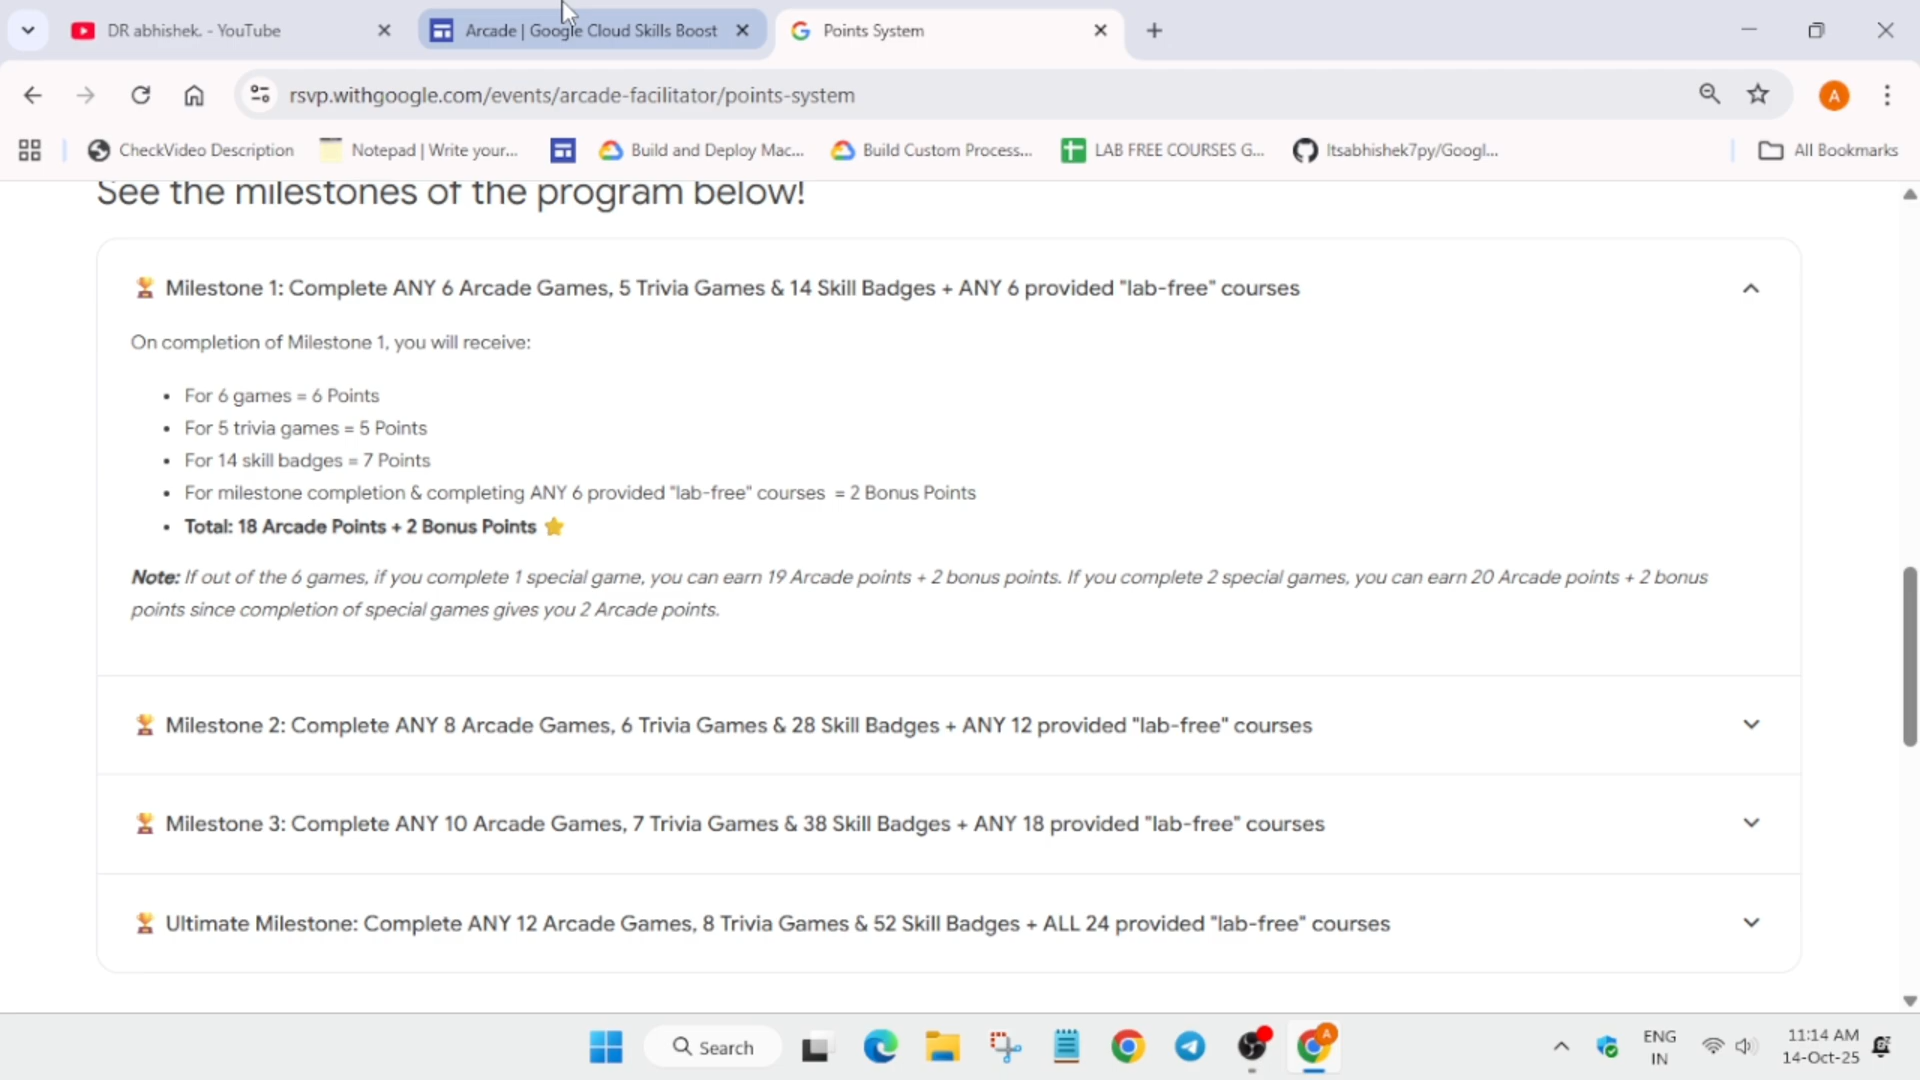 DR abhishek. - YouTube
Arcade | Google Cloud Skills Boost
Points System
rsvp.withgoogle.com/events/arcade-facilitator/points-system
A
CheckVideo Description
Notepad | Write your...
Build and Deploy Mac...
Build Custom Process...
LAB FREE COURSES G...
Itsabhishek7py/Googl...
All Bookmarks
See the milestones of the program below!
Milestone 1: Complete ANY 6 Arcade Games, 5 Trivia Games & 14 Skill Badges + ANY 6 provided "lab-free" courses
On completion of Milestone 1, you will receive:
• For 6 games = 6 Points
• For 5 trivia games = 5 Points
• For 14 skill badges = 7 Points
• For milestone completion & completing ANY 6 provided "lab-free" courses = 2 Bonus Points
• Total: 18 Arcade Points + 2 Bonus Points ⭐
Note: If out of the 6 games, if you complete 1 special game, you can earn 19 Arcade points + 2 bonus points. If you complete 2 special games, you can earn 20 Arcade points + 2 bonus
points since completion of special games gives you 2 Arcade points.
Milestone 2: Complete ANY 8 Arcade Games, 6 Trivia Games & 28 Skill Badges + ANY 12 provided "lab-free" courses
Milestone 3: Complete ANY 10 Arcade Games, 7 Trivia Games & 38 Skill Badges + ANY 18 provided "lab-free" courses
Ultimate Milestone: Complete ANY 12 Arcade Games, 8 Trivia Games & 52 Skill Badges + ALL 24 provided "lab-free" courses
Search
A
ENG
IN
11:14 AM
14-Oct-25